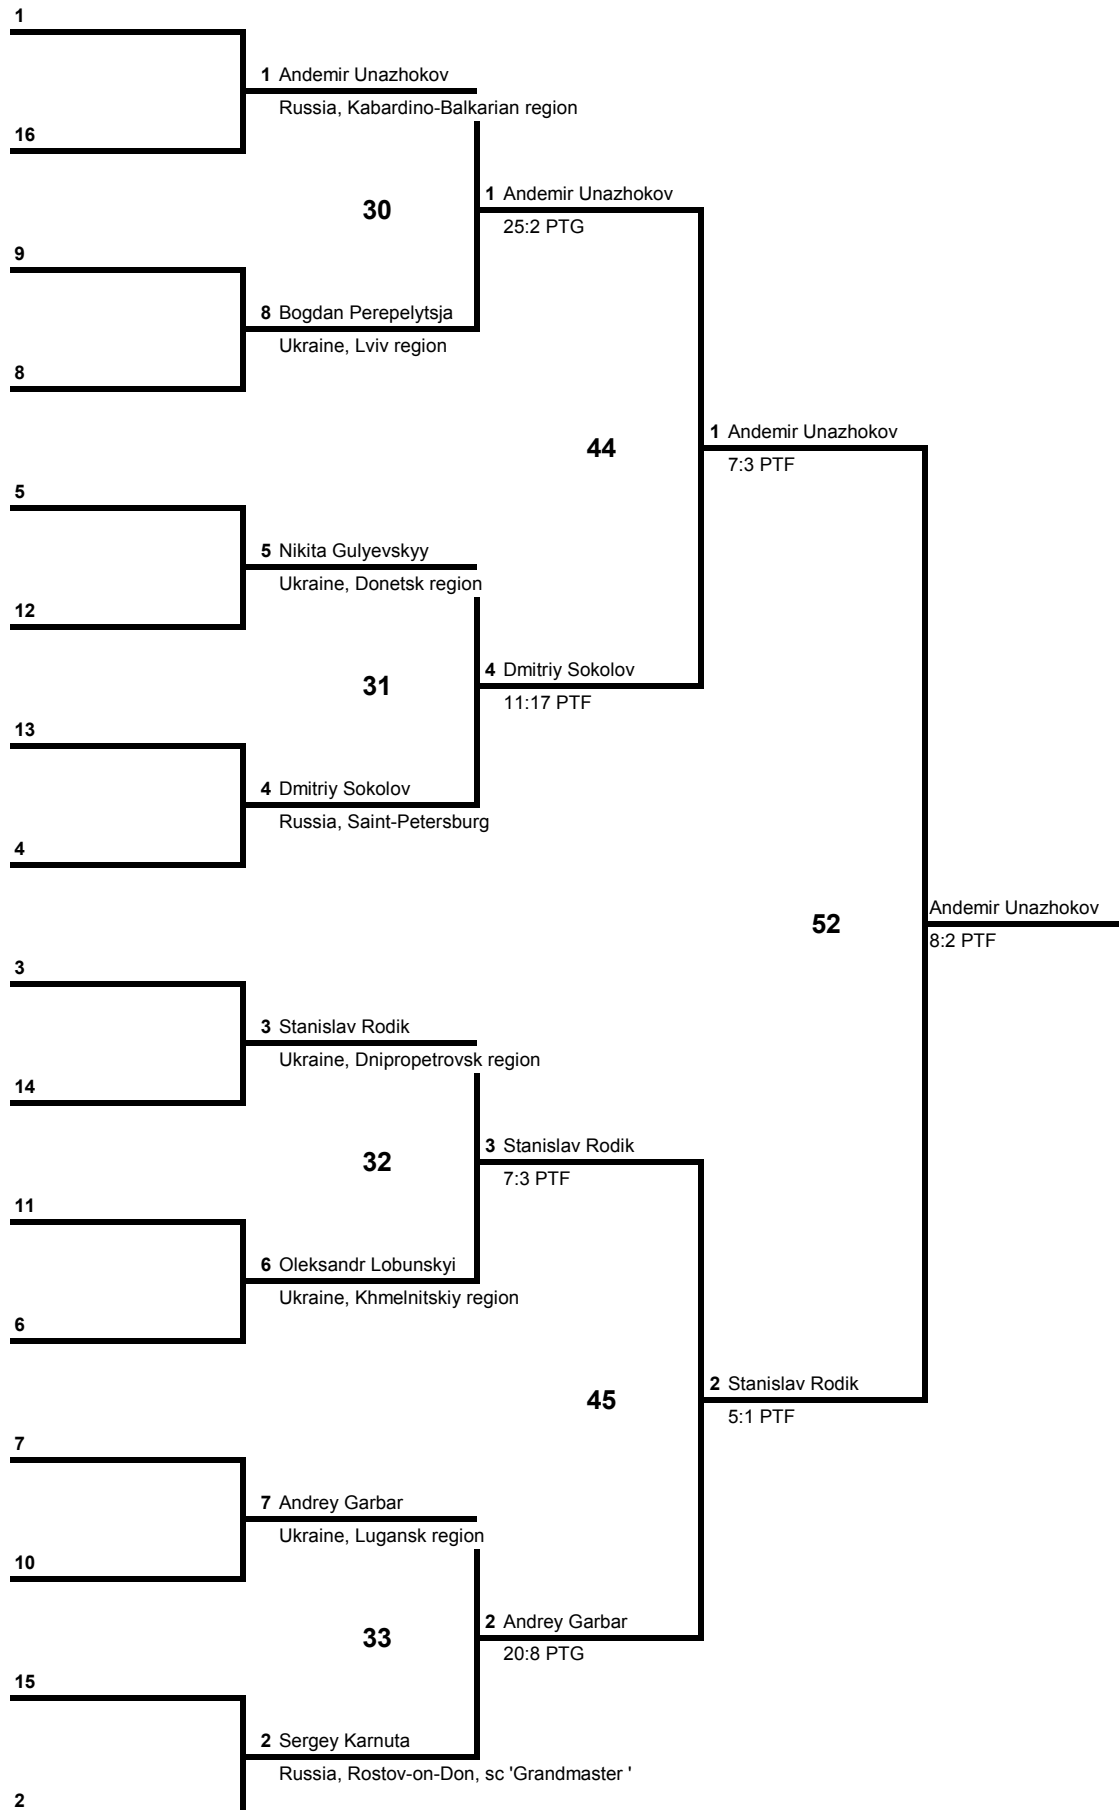 1
1 Andemir Unazhokov
Russia, Kabardino-Balkarian region
16
1 Andemir Unazhokov
30
25:2 PTG
9
8 Bogdan Perepelytsja
Ukraine, Lviv region
8
1 Andemir Unazhokov
44
7:3 PTF
5
5 Nikita Gulyevskyy
Ukraine, Donetsk region
12
4 Dmitriy Sokolov
31
11:17 PTF
13
4 Dmitriy Sokolov
Russia, Saint-Petersburg
4
Andemir Unazhokov
52
8:2 PTF
3
3 Stanislav Rodik
Ukraine, Dnipropetrovsk region
14
3 Stanislav Rodik
32
7:3 PTF
11
6 Oleksandr Lobunskyi
Ukraine, Khmelnitskiy region
6
2 Stanislav Rodik
45
5:1 PTF
7
7 Andrey Garbar
Ukraine, Lugansk region
10
2 Andrey Garbar
33
20:8 PTG
15
2 Sergey Karnuta
Russia, Rostov-on-Don, sc 'Grandmaster '
2